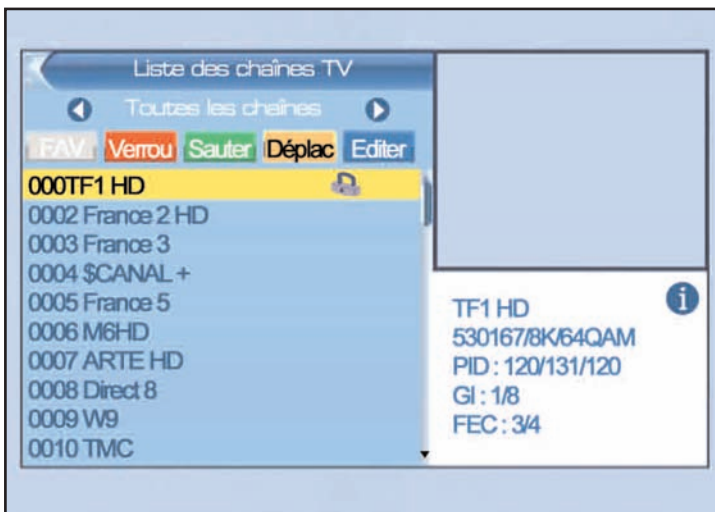 Liste des chaînes TV
Toutes les chaînes
FAV Verrou Sauter Déplac Editer
000TF1 HD
0002 France 2 HD
0003 France 3
0004 $CANAL +
0005 France 5
0006 M6HD
0007 ARTE HD
0008 Direct 8
0009 W9
0010 TMC
i
TF1 HD
530167/8K/64QAM
PID : 120/131/120
GI : 1/8
FEC : 3/4